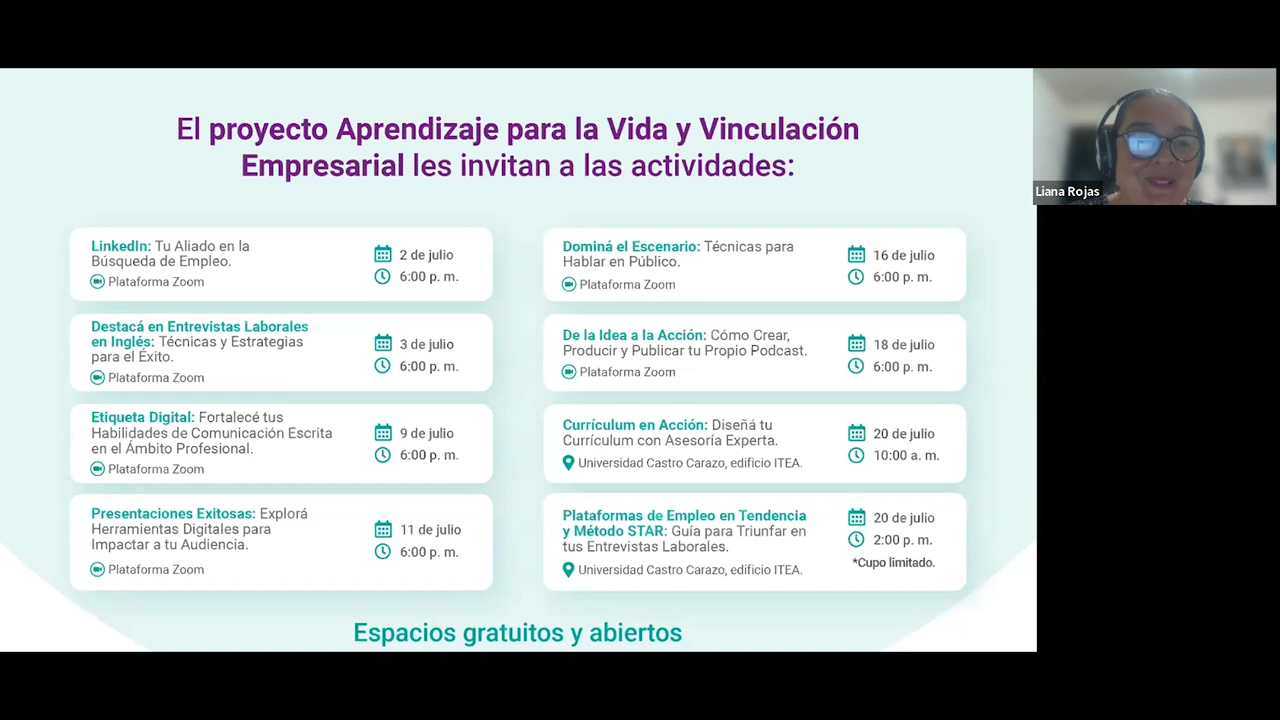 El proyecto Aprendizaje para la Vida y Vinculación
Empresarial les invitan a las actividades:
LinkedIn: Tu Aliado en la
Búsqueda de Empleo.
Plataforma Zoom
2 de julio
6:00 p. m.
Destacá en Entrevistas Laborales
en Inglés: Técnicas y Estrategias
para el Éxito.
Plataforma Zoom
3 de julio
6:00 p. m.
Etiqueta Digital: Fortalecé tus
Habilidades de Comunicación Escrita
en el Ámbito Profesional.
Plataforma Zoom
9 de julio
6:00 p. m.
Presentaciones Exitosas: Explorá
Herramientas Digitales para
Impactar a tu Audiencia.
Plataforma Zoom
11 de julio
6:00 p. m.
Dominá el Escenario: Técnicas para
Hablar en Público.
Plataforma Zoom
16 de julio
6:00 p. m.
De la Idea a la Acción: Cómo Crear,
Producir y Publicar tu Propio Podcast.
Plataforma Zoom
18 de julio
6:00 p. m.
Currículum en Acción: Diseñá tu
Currículum con Asesoría Experta.
Universidad Castro Carazo, edificio ITEA.
20 de julio
10:00 a. m.
Plataformas de Empleo en Tendencia
y Método STAR: Guía para Triunfar en
tus Entrevistas Laborales.
Universidad Castro Carazo, edificio ITEA.
20 de julio
2:00 p. m.
*Cupo limitado.
Espacios gratuitos y abiertos
Liana Rojas